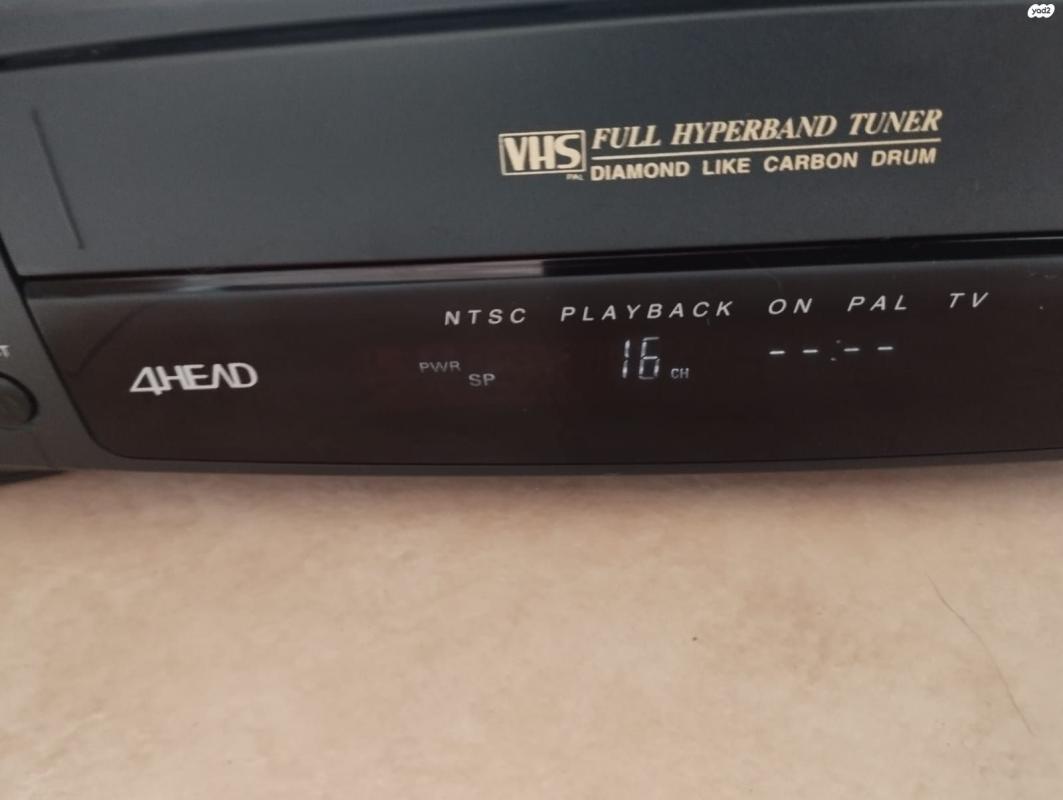 yad2
VHS FULL HYPERBAND TUNER
PAL DIAMOND LIKE CARBON DRUM
NTSC PLAYBACK ON PAL TV
4HEAD PWR SP 16 CH --:--